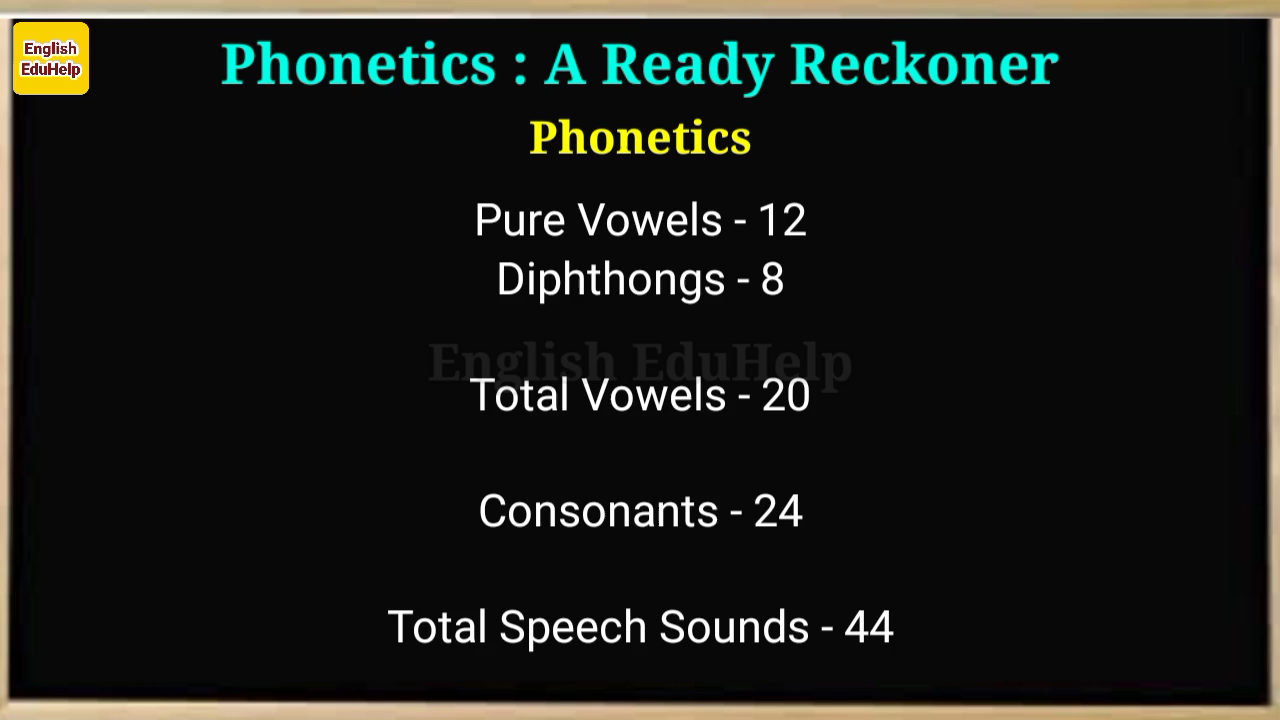 English
EduHelp
Phonetics : A Ready Reckoner
Phonetics
Pure Vowels - 12
Diphthongs - 8
English EduHelp
Total Vowels - 20
Consonants - 24
Total Speech Sounds - 44